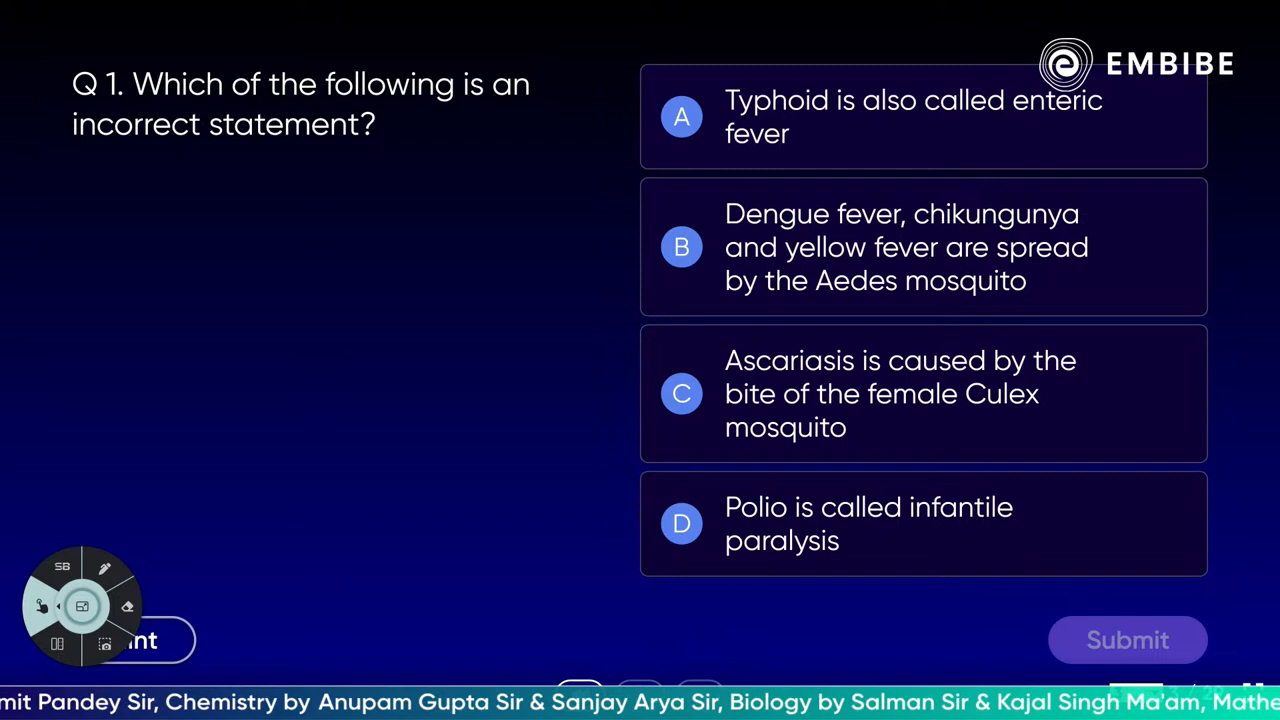 EMBIBE
Q 1. Which of the following is an
incorrect statement?
A
Typhoid is also called enteric
fever
B
Dengue fever, chikungunya
and yellow fever are spread
by the Aedes mosquito
C
Ascariasis is caused by the
bite of the female Culex
mosquito
D
Polio is called infantile
paralysis
SB
Submit
mit Pandey Sir, Chemistry by Anupam Gupta Sir & Sanjay Arya Sir, Biology by Salman Sir & Kajal Singh Ma'am, Mathe